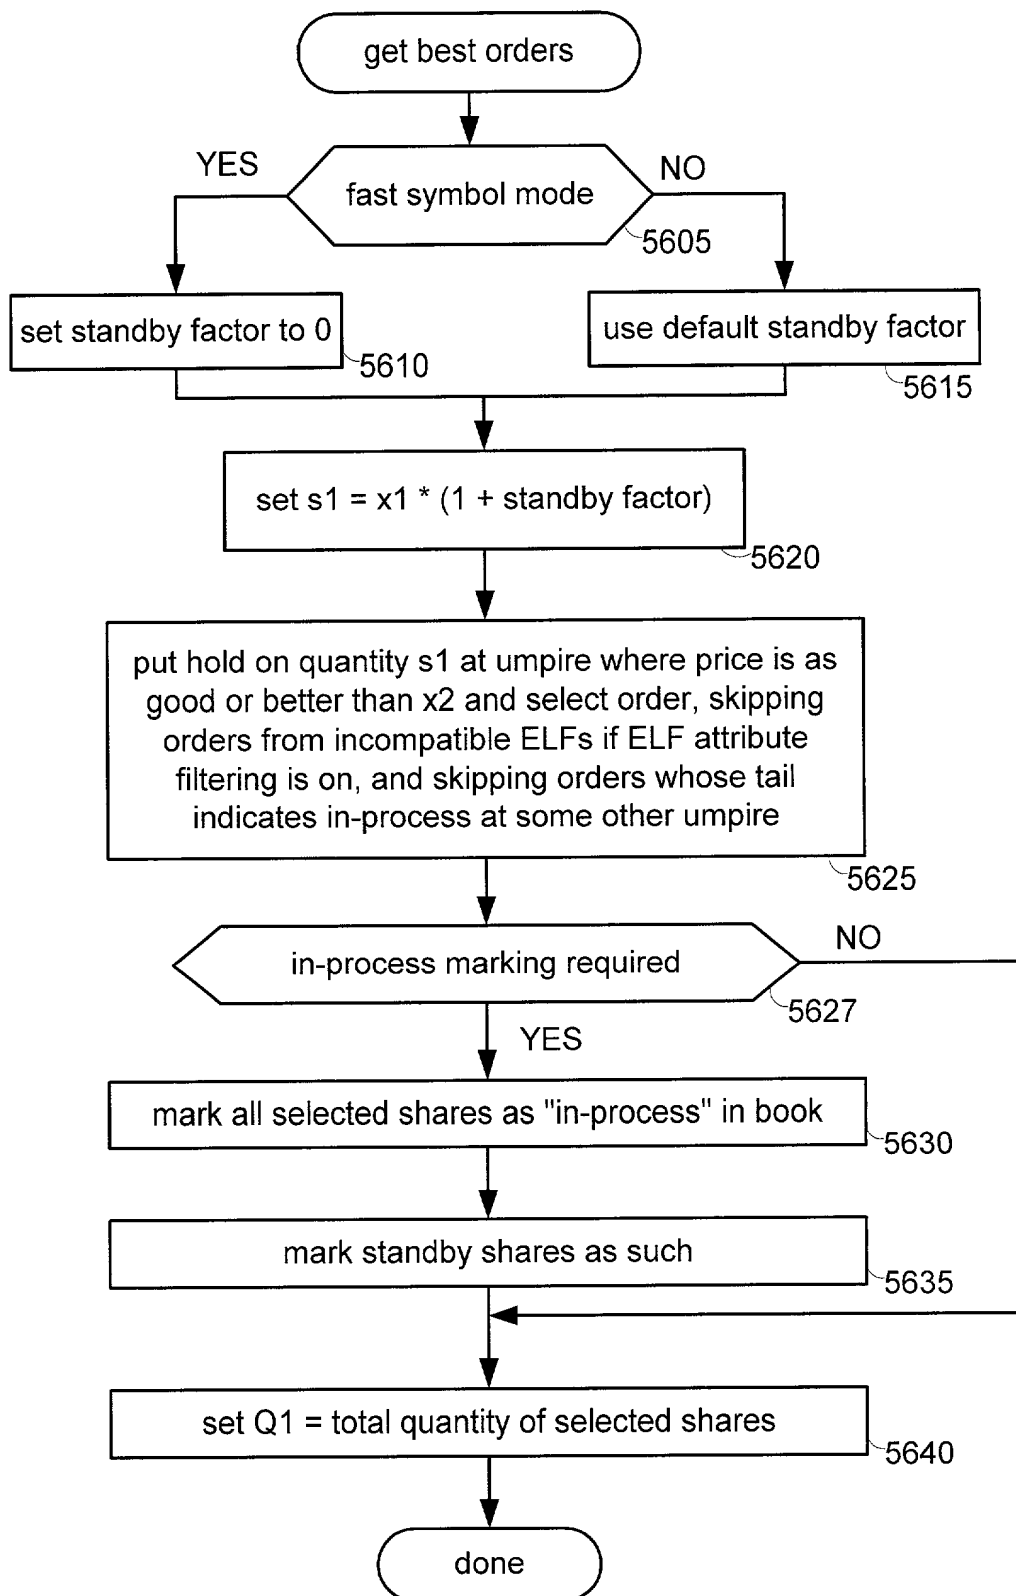 get best orders
YES
NO
fast symbol mode
5605
set standby factor to 0
5610
use default standby factor
5615
set s1 = x1 * (1 + standby factor)
5620
put hold on quantity s1 at umpire where price is as
good or better than x2 and select order, skipping
orders from incompatible ELFs if ELF attribute
filtering is on, and skipping orders whose tail
indicates in-process at some other umpire
5625
NO
in-process marking required
5627
YES
mark all selected shares as "in-process" in book
5630
mark standby shares as such
5635
set Q1 = total quantity of selected shares
5640
done